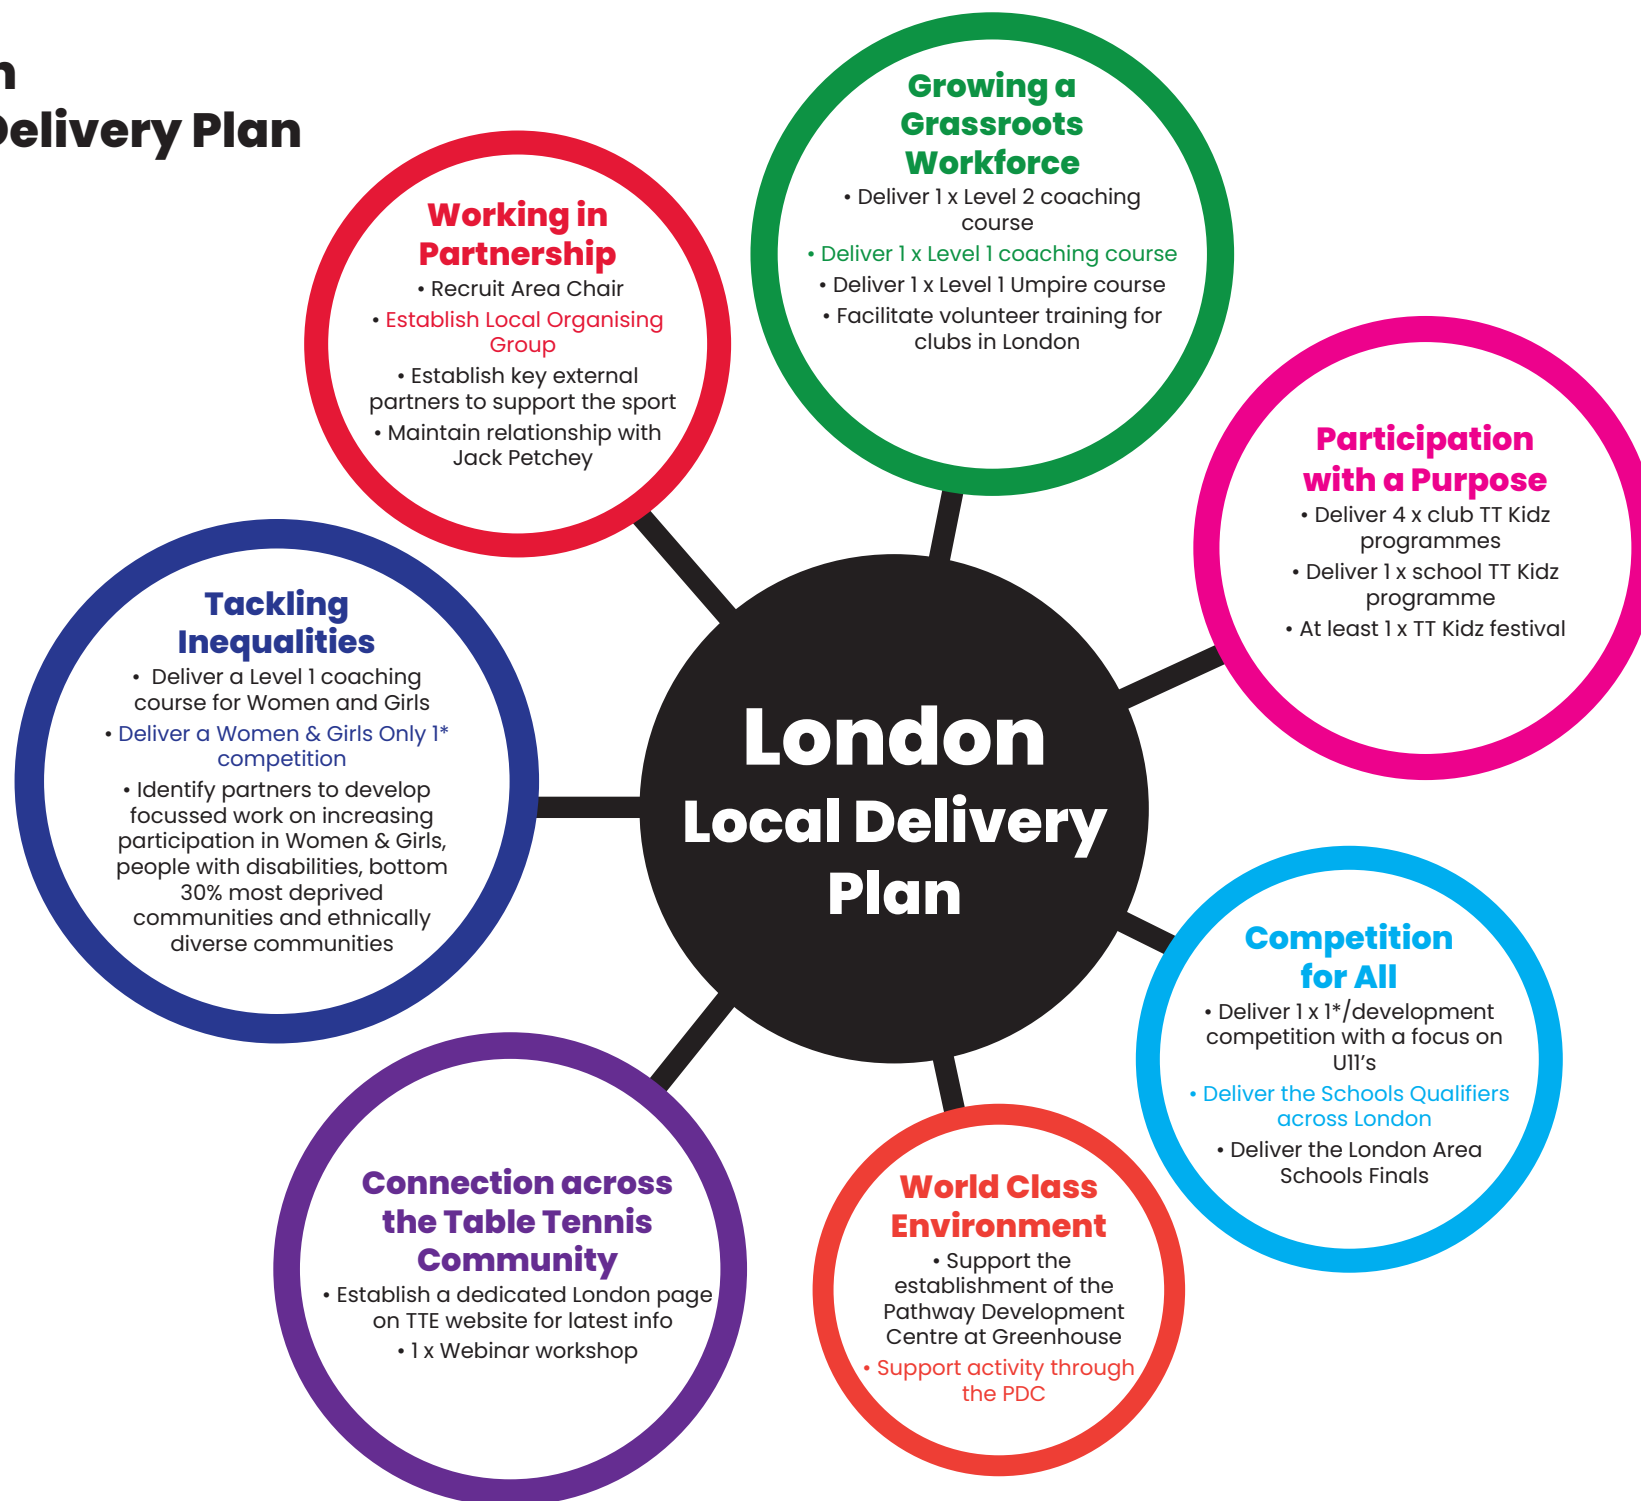 n
Delivery Plan
Growing a
Grassroots
Workforce
• Deliver 1 x Level 2 coaching
course
• Deliver 1 x Level 1 coaching course
• Deliver 1 x Level 1 Umpire course
• Facilitate volunteer training for
clubs in London
Working in
Partnership
• Recruit Area Chair
• Establish Local Organising
Group
• Establish key external
partners to support the sport
• Maintain relationship with
Jack Petchey
Participation
with a Purpose
• Deliver 4 x club TT Kidz
programmes
• Deliver 1 x school TT Kidz
programme
• At least 1 x TT Kidz festival
Tackling
Inequalities
• Deliver a Level 1 coaching
course for Women and Girls
• Deliver a Women & Girls Only 1*
competition
• Identify partners to develop
focussed work on increasing
participation in Women & Girls,
people with disabilities, bottom
30% most deprived
communities and ethnically
diverse communities
London
Local Delivery
Plan
Competition
for All
• Deliver 1 x 1*/development
competition with a focus on
U11's
• Deliver the Schools Qualifiers
across London
• Deliver the London Area
Schools Finals
Connection across
the Table Tennis
Community
• Establish a dedicated London page
on TTE website for latest info
• 1 x Webinar workshop
World Class
Environment
• Support the
establishment of the
Pathway Development
Centre at Greenhouse
• Support activity through
the PDC